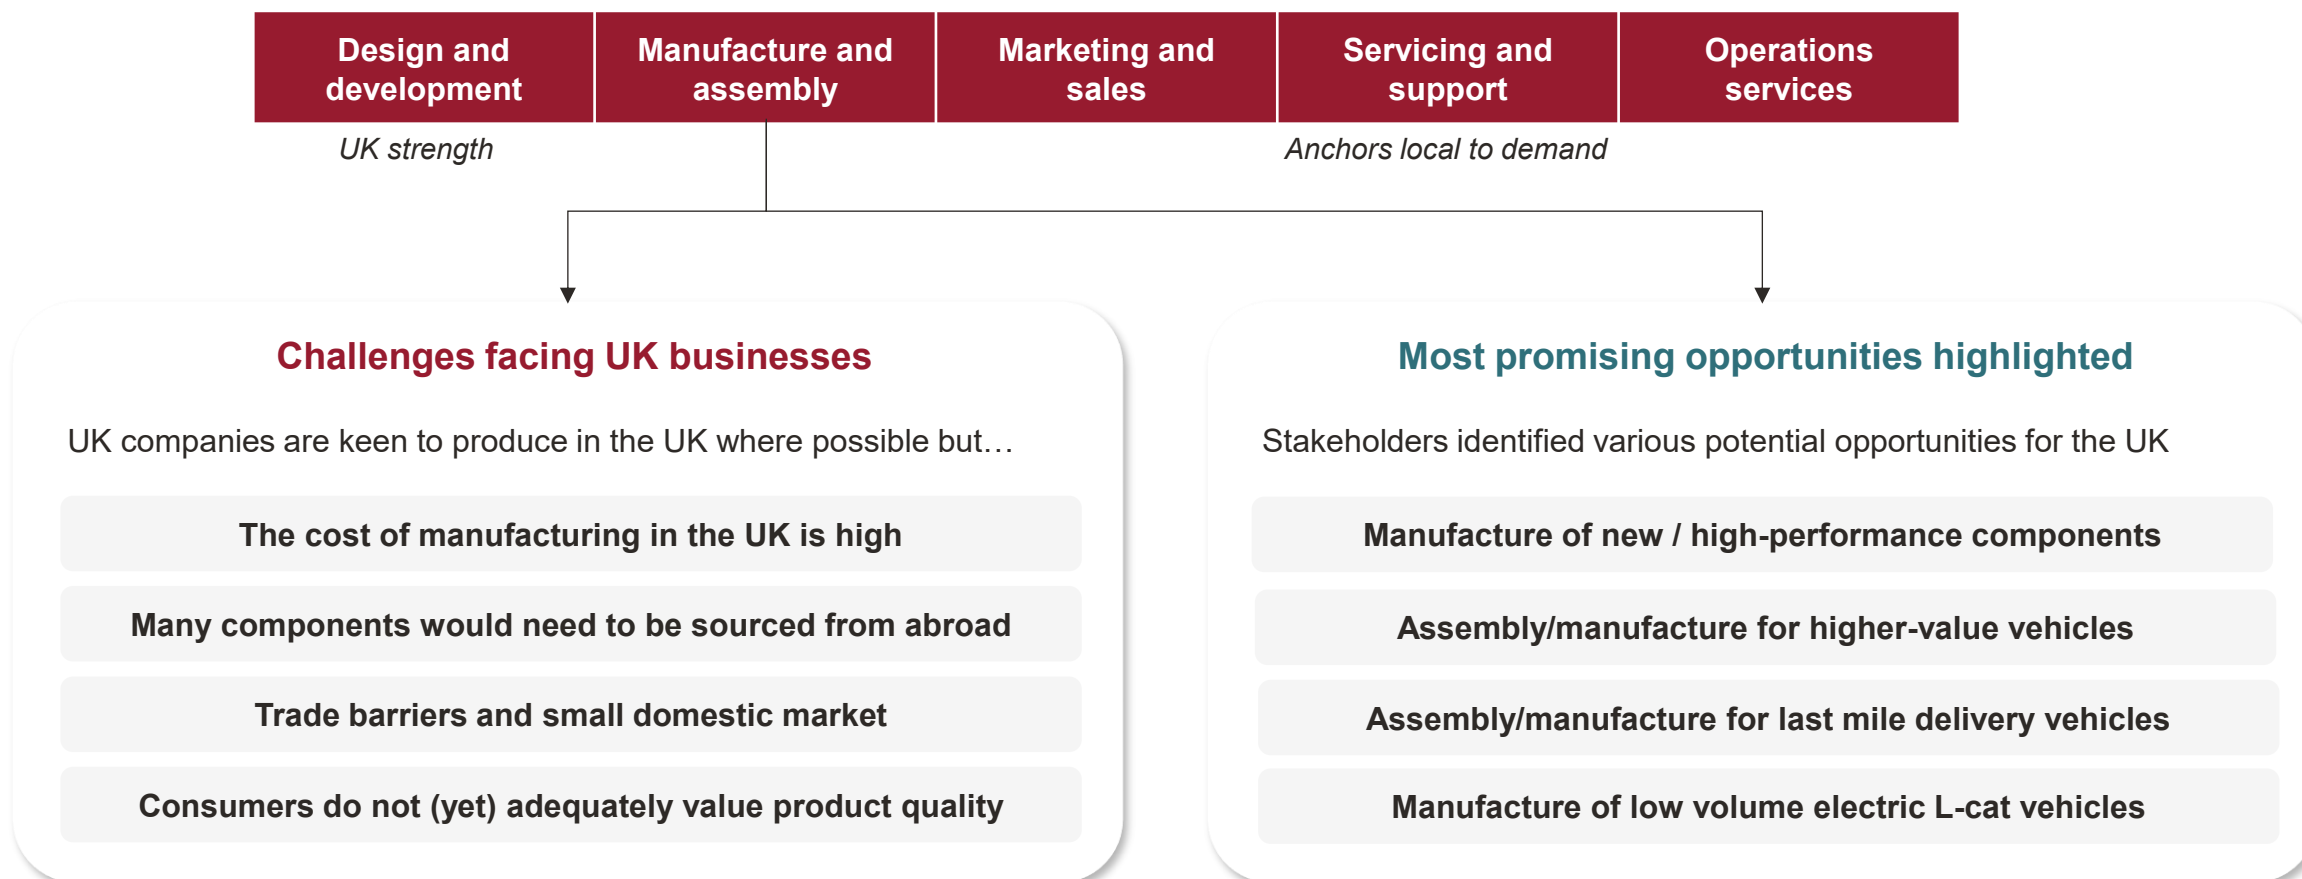 Design and
development
Manufacture and
assembly
Marketing and
sales
Servicing and
support
Operations
services
UK strength
Anchors local to demand
Challenges facing UK businesses
UK companies are keen to produce in the UK where possible but…
The cost of manufacturing in the UK is high
Many components would need to be sourced from abroad
Trade barriers and small domestic market
Consumers do not (yet) adequately value product quality
Most promising opportunities highlighted
Stakeholders identified various potential opportunities for the UK
Manufacture of new / high-performance components
Assembly/manufacture for higher-value vehicles
Assembly/manufacture for last mile delivery vehicles
Manufacture of low volume electric L-cat vehicles